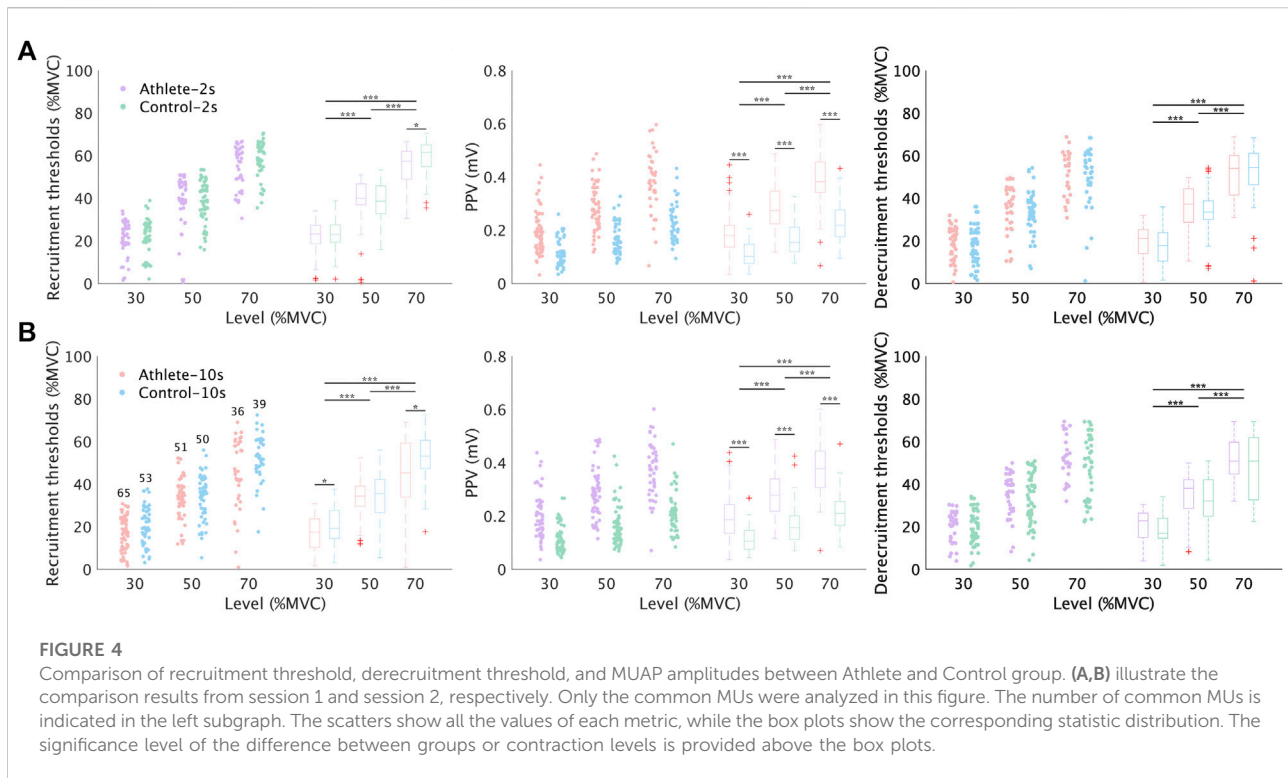 A
Recruitment thresholds (%MVC)
100
80
60
40
20
0
Athlete-2s
Control-2s
***
***
***
*
30 50 70 30 50 70
Level (%MVC)
PPV (mV)
0.8
0.6
0.4
0.2
0
***
***
***
***
***
***
30 50 70 30 50 70
Level (%MVC)
Derecruitment thresholds (%MVC)
100
80
60
40
20
0
***
***
***
30 50 70 30 50 70
Level (%MVC)
B
Recruitment thresholds (%MVC)
100
80
60
40
20
0
Athlete-10s
Control-10s
65 53 51 50 36 39
***
***
***
*
*
30 50 70 30 50 70
Level (%MVC)
PPV (mV)
0.8
0.6
0.4
0.2
0
***
***
***
***
***
***
30 50 70 30 50 70
Level (%MVC)
Derecruitment thresholds (%MVC)
100
80
60
40
20
0
***
***
***
30 50 70 30 50 70
Level (%MVC)
FIGURE 4
Comparison of recruitment threshold, derecruitment threshold, and MUAP amplitudes between Athlete and Control group. (A,B) illustrate the
comparison results from session 1 and session 2, respectively. Only the common MUs were analyzed in this figure. The number of common MUs is
indicated in the left subgraph. The scatters show all the values of each metric, while the box plots show the corresponding statistic distribution. The
significance level of the difference between groups or contraction levels is provided above the box plots.